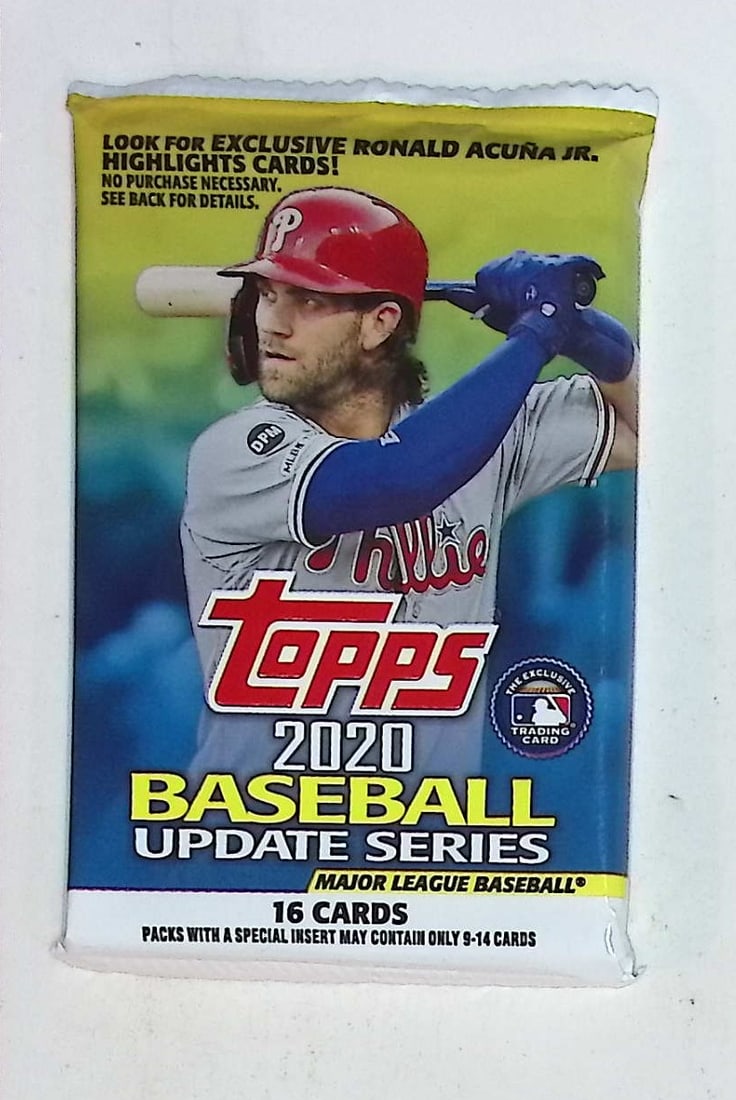 LOOK FOR EXCLUSIVE RONALD ACUÑA JR.
HIGHLIGHTS CARDS!
NO PURCHASE NECESSARY.
SEE BACK FOR DETAILS.
P
DPM
MLB
Phillie
TOPPS
THE EXCLUSIVE
TRADING
CARD
2020
BASEBALL
UPDATE SERIES
MAJOR LEAGUE BASEBALL®
16 CARDS
PACKS WITH A SPECIAL INSERT MAY CONTAIN ONLY 9-14 CARDS